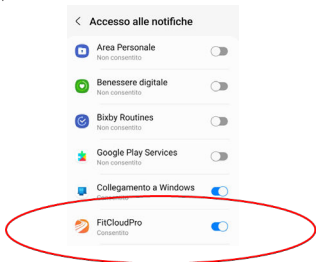 Accesso alle notifiche
Area Personale
Non consentito
Benessere digitale
Non consentito
Bixby Routines
Non consentito
Google Play Services
Non consentito
Collegamento a Windows
Consentito
FitCloudPro
Consentito